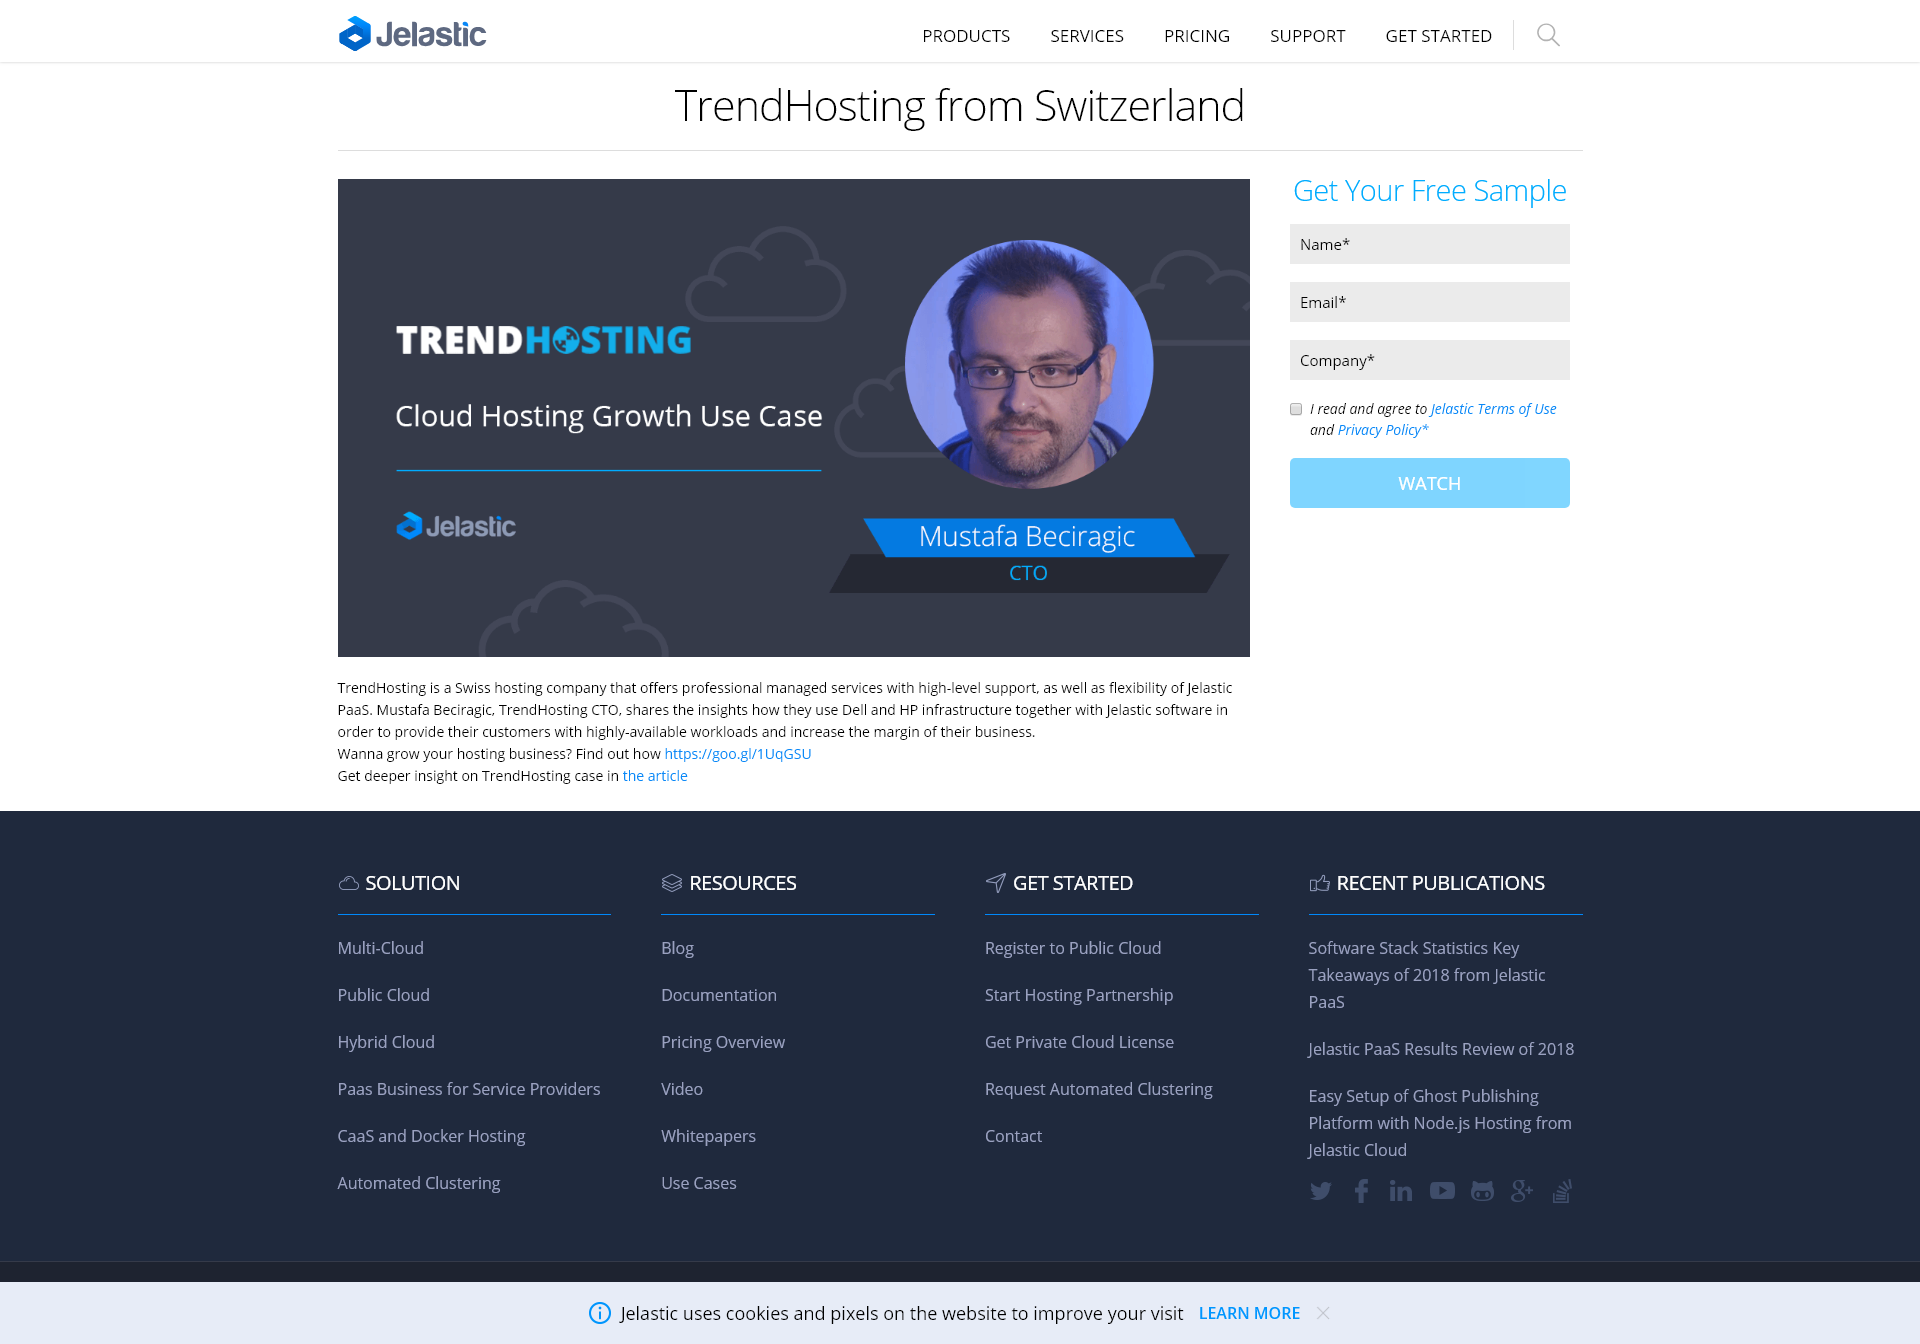 Jelastic
PRODUCTS SERVICES PRICING SUPPORT GET STARTED
TrendHosting from Switzerland
TRENDHOSTING
Cloud Hosting Growth Use Case
Jelastic
Mustafa Beciragic
CTO
Get Your Free Sample
Name*
Email*
Company*
I read and agree to Jelastic Terms of Use
and Privacy Policy*
WATCH
TrendHosting is a Swiss hosting company that offers professional managed services with high-level support, as well as flexibility of Jelastic
PaaS. Mustafa Beciragic, TrendHosting CTO, shares the insights how they use Dell and HP infrastructure together with Jelastic software in
order to provide their customers with highly-available workloads and increase the margin of their business.
Wanna grow your hosting business? Find out how https://goo.gl/1UqGSU
Get deeper insight on TrendHosting case in the article
SOLUTION
Multi-Cloud
Public Cloud
Hybrid Cloud
Paas Business for Service Providers
CaaS and Docker Hosting
Automated Clustering
RESOURCES
Blog
Documentation
Pricing Overview
Video
Whitepapers
Use Cases
GET STARTED
Register to Public Cloud
Start Hosting Partnership
Get Private Cloud License
Request Automated Clustering
Contact
RECENT PUBLICATIONS
Software Stack Statistics Key
Takeaways of 2018 from Jelastic
PaaS
Jelastic PaaS Results Review of 2018
Easy Setup of Ghost Publishing
Platform with Node.js Hosting from
Jelastic Cloud
Jelastic uses cookies and pixels on the website to improve your visit LEARN MORE